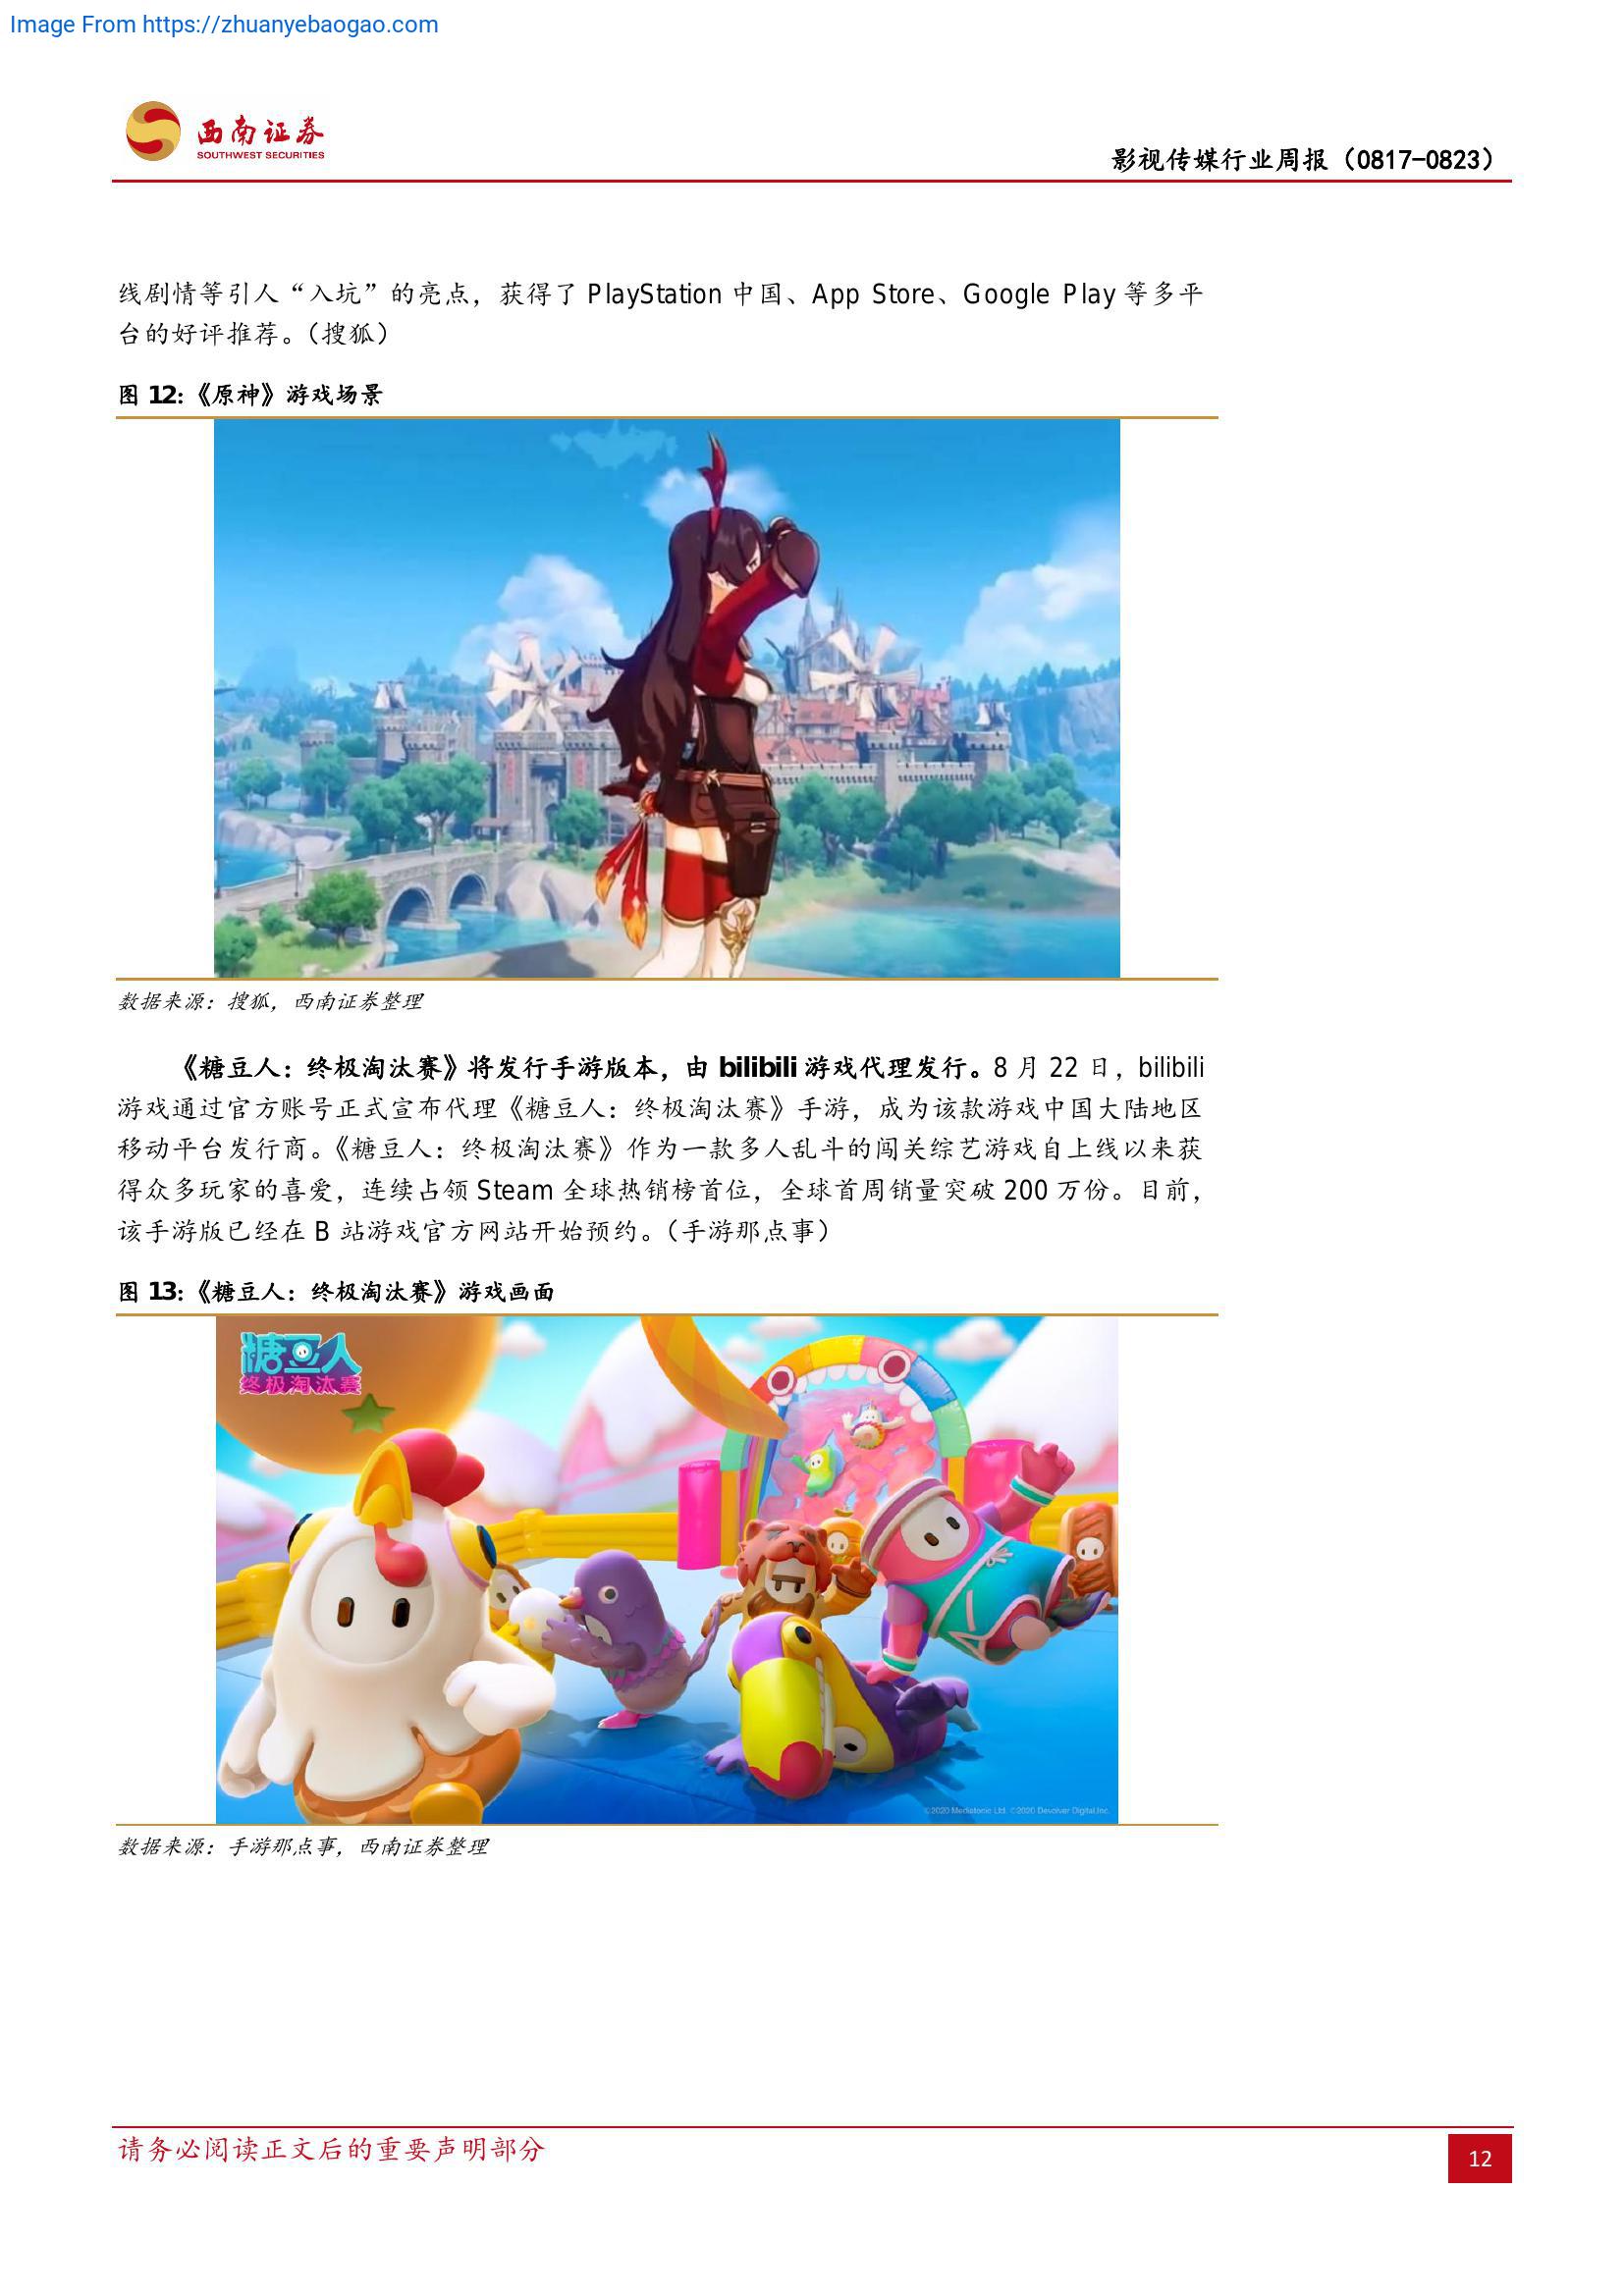 Image From https://zhuanyebaogao.com
西南证券
SOUTHWEST SECURITIES
影视传媒行业周报（0817-0823）
线剧情等引人“入坑”的亮点，获得了 PlayStation 中国、App Store、Google Play 等多平
台的好评推荐。（搜狐）
图 12：《原神》游戏场景
数据来源：搜狐，西南证券整理
《糖豆人：终极淘汰赛》将发行手游版本，由 bilibili 游戏代理发行。8 月 22 日，bilibili
游戏通过官方账号正式宣布代理《糖豆人：终极淘汰赛》手游，成为该款游戏中国大陆地区
移动平台发行商。《糖豆人：终极淘汰赛》作为一款多人乱斗的闯关综艺游戏自上线以来获
得众多玩家的喜爱，连续占领 Steam 全球热销榜首位，全球首周销量突破 200 万份。目前，
该手游版已经在 B 站游戏官方网站开始预约。（手游那点事）
图 13：《糖豆人：终极淘汰赛》游戏画面
糖豆人
终极淘汰赛
©2020 Mediatonic Ltd. ©2020 Devolver Digital,Inc.
数据来源：手游那点事，西南证券整理
请务必阅读正文后的重要声明部分
12